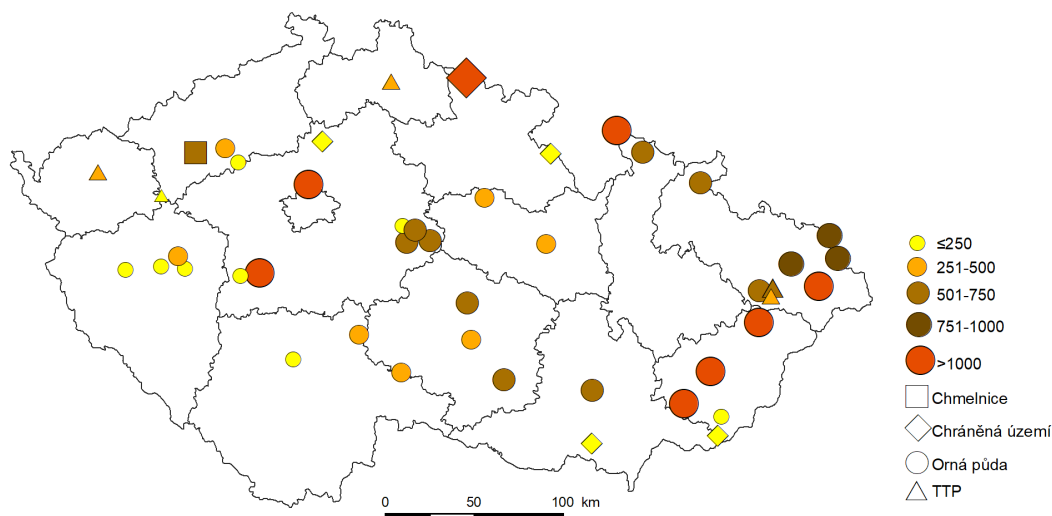 ≤250
251-500
501-750
751-1000
>1000
Chmelnice
Chráněná území
Orná půda
TTP
0 50 100 km